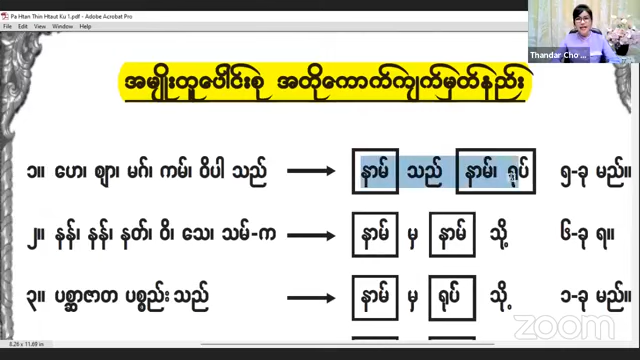 Pa Htan Thin Htaut Ku 1.pdf - Adobe Acrobat Pro
File Edit View Window Help
Thandar Cho ...
အမျိုးတူပေါင်းစု အတိုကောက်ကျက်မှတ်နည်း
၁။ ဟေ၊ ဈာ၊ မဂ်၊ ကမ်၊ ဝိပါ သည် နာမ် သည် နာမ်၊ ရုပ် ၅-ခု မည်။
၂။ နန်၊ နန်၊ နတ်၊ ဝိ၊ သေ၊ သမ်-က နာမ် မှ နာမ် သို့ ၆-ခု ရ။
၃။ ပစ္ဆာဇာတ ပစ္စည်း သည် နာမ် မှ ရုပ် သို့ ၁-ခု မည်။
8.26 x 11.69 in
zoom